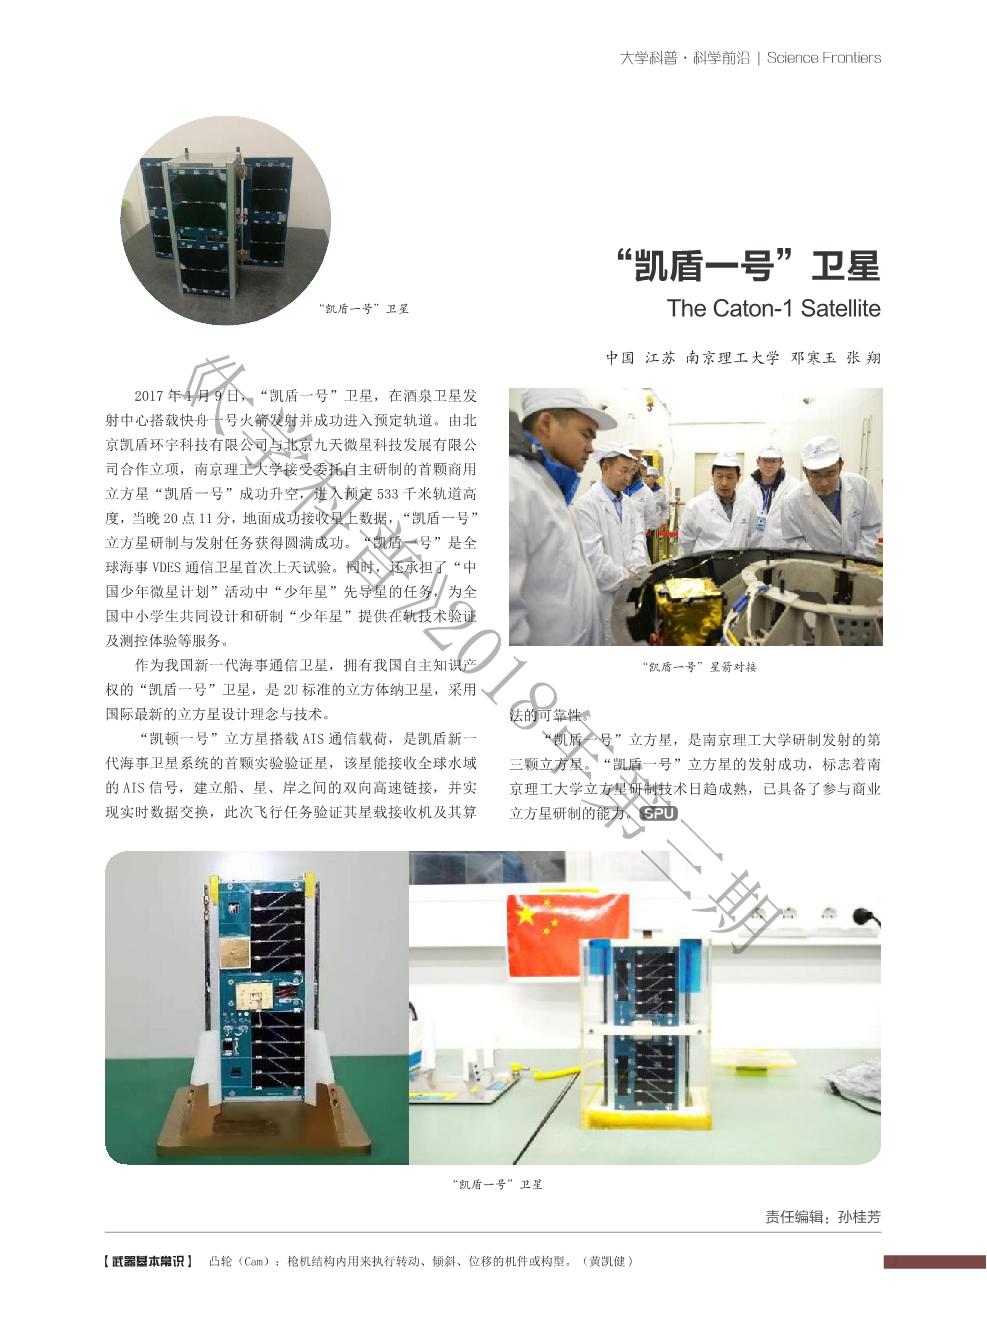 大学科普·科学前沿 | Science Frontiers
“凯盾一号”卫星
“凯盾一号”卫星
The Caton-1 Satellite
中国 江苏 南京理工大学 邓寒玉 张 翔
2017年4月9日，“凯盾一号”卫星，在酒泉卫星发
射中心搭载快舟一号火箭发射并成功进入预定轨道。由北
京凯盾环宇科技有限公司与北京九天微星科技发展有限公
司合作立项，南京理工大学接受委托自主研制的首颗商用
立方星“凯盾一号”成功升空，进入预定533千米轨道高
度，当晚20点11分，地面成功接收星上数据，“凯盾一号”
立方星研制与发射任务获得圆满成功。“凯盾一号”是全
球海事VDES通信卫星首次上天试验。同时，还承担了“中
国少年微星计划”活动中“少年星”先导星的任务，为全
国中小学生共同设计和研制“少年星”提供在轨技术验证
及测控体验等服务。
作为我国新一代海事通信卫星，拥有我国自主知识产
权的“凯盾一号”卫星，是2U标准的立方体纳卫星，采用
国际最新的立方星设计理念与技术。
“凯顿一号”立方星搭载AIS通信载荷，是凯盾新一
代海事卫星系统的首颗实验验证星，该星能接收全球水域
的AIS信号，建立船、星、岸之间的双向高速链接，并实
现实时数据交换，此次飞行任务验证其星载接收机及其算
“凯盾一号”星箭对接
法的可靠性。
“凯盾一号”立方星，是南京理工大学研制发射的第
三颗立方星。“凯盾一号”立方星的发射成功，标志着南
京理工大学立方星研制技术日趋成熟，已具备了参与商业
立方星研制的能力。SPU
《大学科普》2018年第三期
“凯盾一号”卫星
责任编辑：孙桂芳
【武器基本常识】 凸轮（Cam）：枪机结构内用来执行转动、倾斜、位移的机件或构型。（黄凯健）